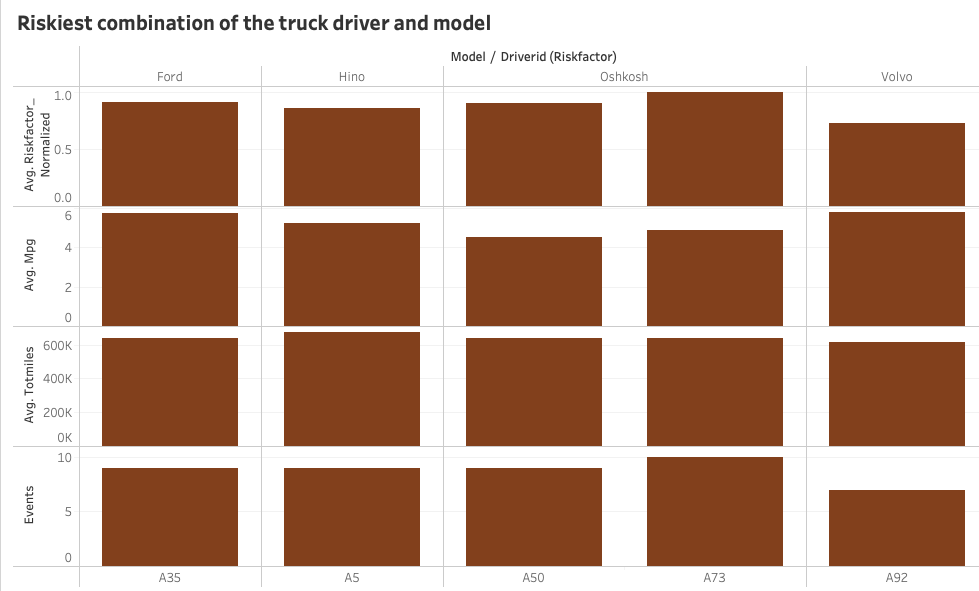 Riskiest combination of the truck driver and model
Model / Driverid (Riskfactor)
Ford
Hino
Oshkosh
Volvo
Avg. Riskfactor_
Normalized
1.0
0.5
0.0
Avg. Mpg
6
4
2
0
Avg. Totmiles
600K
400K
200K
0K
Events
10
5
0
A35
A5
A50
A73
A92